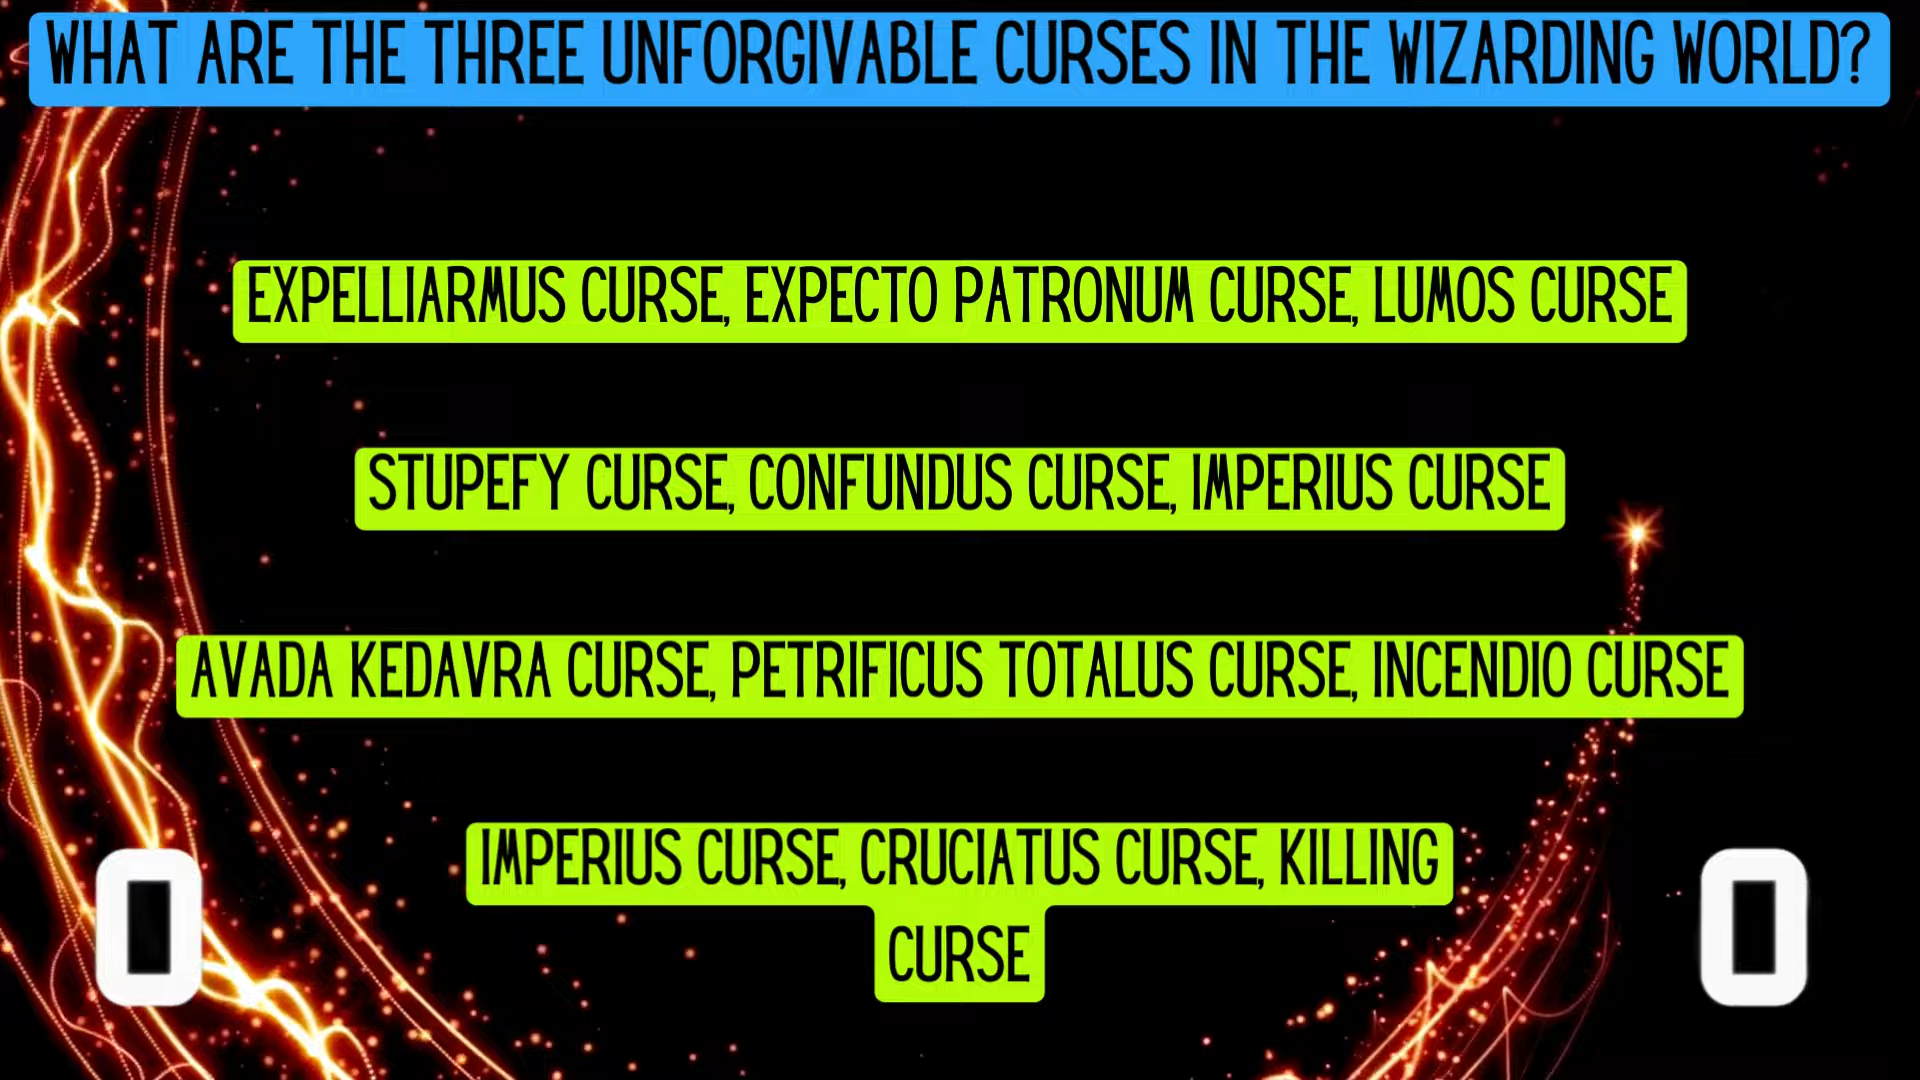 WHAT ARE THE THREE UNFORGIVABLE CURSES IN THE WIZARDING WORLD?
EXPELLIARMUS CURSE, EXPECTO PATRONUM CURSE, LUMOS CURSE
STUPEFY CURSE, CONFUNDUS CURSE, IMPERIUS CURSE
AVADA KEDAVRA CURSE, PETRIFICUS TOTALUS CURSE, INCENDIO CURSE
IMPERIUS CURSE, CRUCIATUS CURSE, KILLING
CURSE
0
0